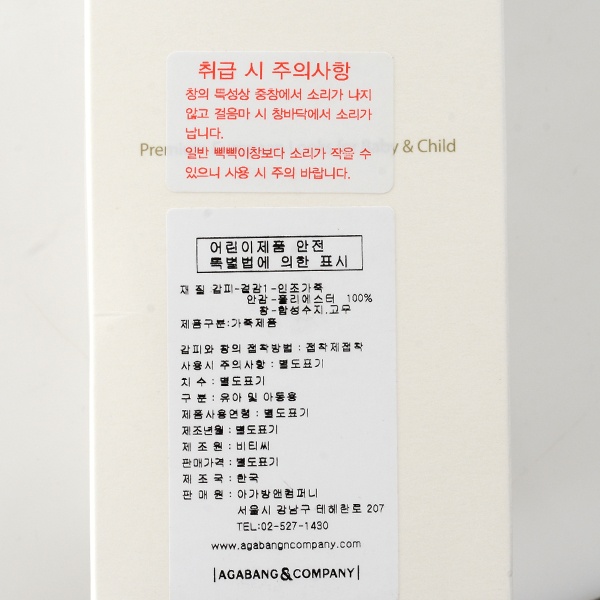 취급 시 주의사항
창의 특성상 중창에서 소리가 나지
않고 걸음마 시 창바닥에서 소리가
납니다.
일반 삑삑이창보다 소리가 작을 수
있으니 사용 시 주의 바랍니다.
& Child
어린이제품 안전
특별법에 의한 표시
재 질 갑피-겉감1-인조가죽
안감-폴리에스터 100%
창-합성수지.고무
제품구분:가죽제품
갑피와 창의 접착방법 : 접착제접착
사용시 주의사항 : 별도표기
치 수 : 별도표기
구 분 : 유아 및 아동용
제품사용연령 : 별도표기
제조년월 : 별도표기
제 조 원 : 비티씨
판매가격 : 별도표기
제 조 국 : 한국
판 매 원 : 아가방앤컴퍼니
서울시 강남구 테헤란로 207
TEL:02-527-1430
www.agabangncompany.com
|AGABANG&COMPANY|